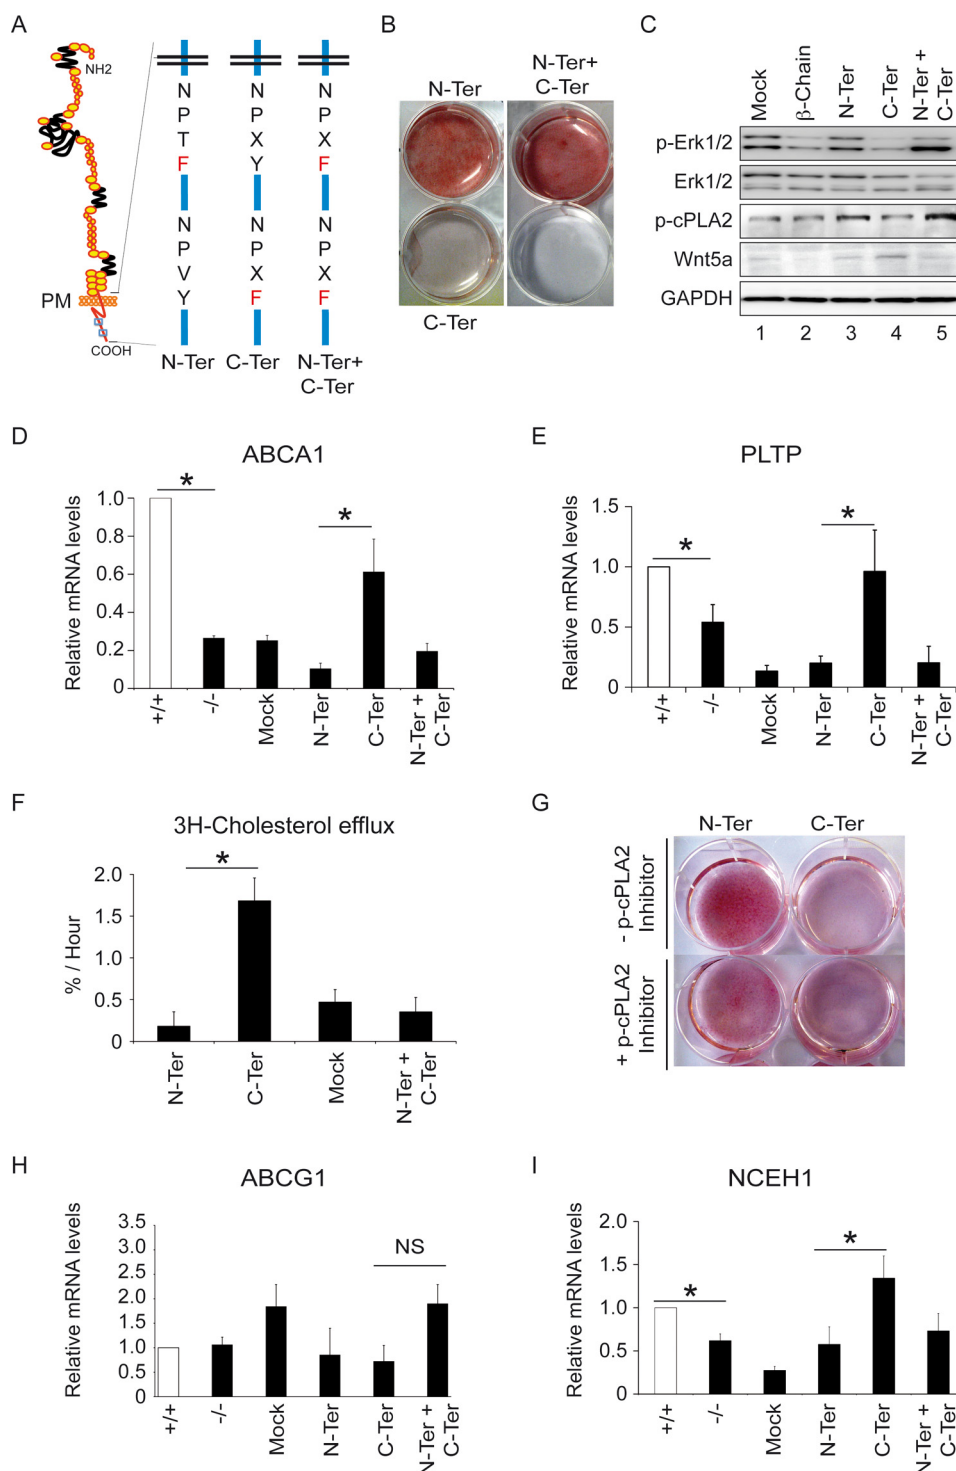 A
NH2
PM
COOH
N N N
P P P
T X X
F Y F
N N N
P P P
V X X
Y F F
N-Ter C-Ter N-Ter+
C-Ter
B
N-Ter
N-Ter+
C-Ter
C-Ter
C
Mock
β-Chain
N-Ter
C-Ter
N-Ter +
C-Ter
p-Erk1/2
Erk1/2
p-cPLA2
Wnt5a
GAPDH
1 2 3 4 5
D
ABCA1
Relative mRNA levels
1.0
0.8
0.6
0.4
0.2
0
*
*
+/+
-/-
Mock
N-Ter
C-Ter
N-Ter +
C-Ter
E
PLTP
Relative mRNA levels
1.5
1.0
0.5
0
*
*
+/+
-/-
Mock
N-Ter
C-Ter
N-Ter +
C-Ter
F
3H-Cholesterol efflux
% / Hour
2.0
1.5
1.0
0.5
0
*
N-Ter
C-Ter
Mock
N-Ter +
C-Ter
G
N-Ter C-Ter
- p-cPLA2
Inhibitor
+ p-cPLA2
Inhibitor
H
ABCG1
Relative mRNA levels
3.5
3.0
2.5
2.0
1.5
1.0
0.5
0
NS
+/+
-/-
Mock
N-Ter
C-Ter
N-Ter +
C-Ter
I
NCEH1
Relative mRNA levels
2.0
1.5
1.0
0.5
0
*
*
+/+
-/-
Mock
N-Ter
C-Ter
N-Ter +
C-Ter